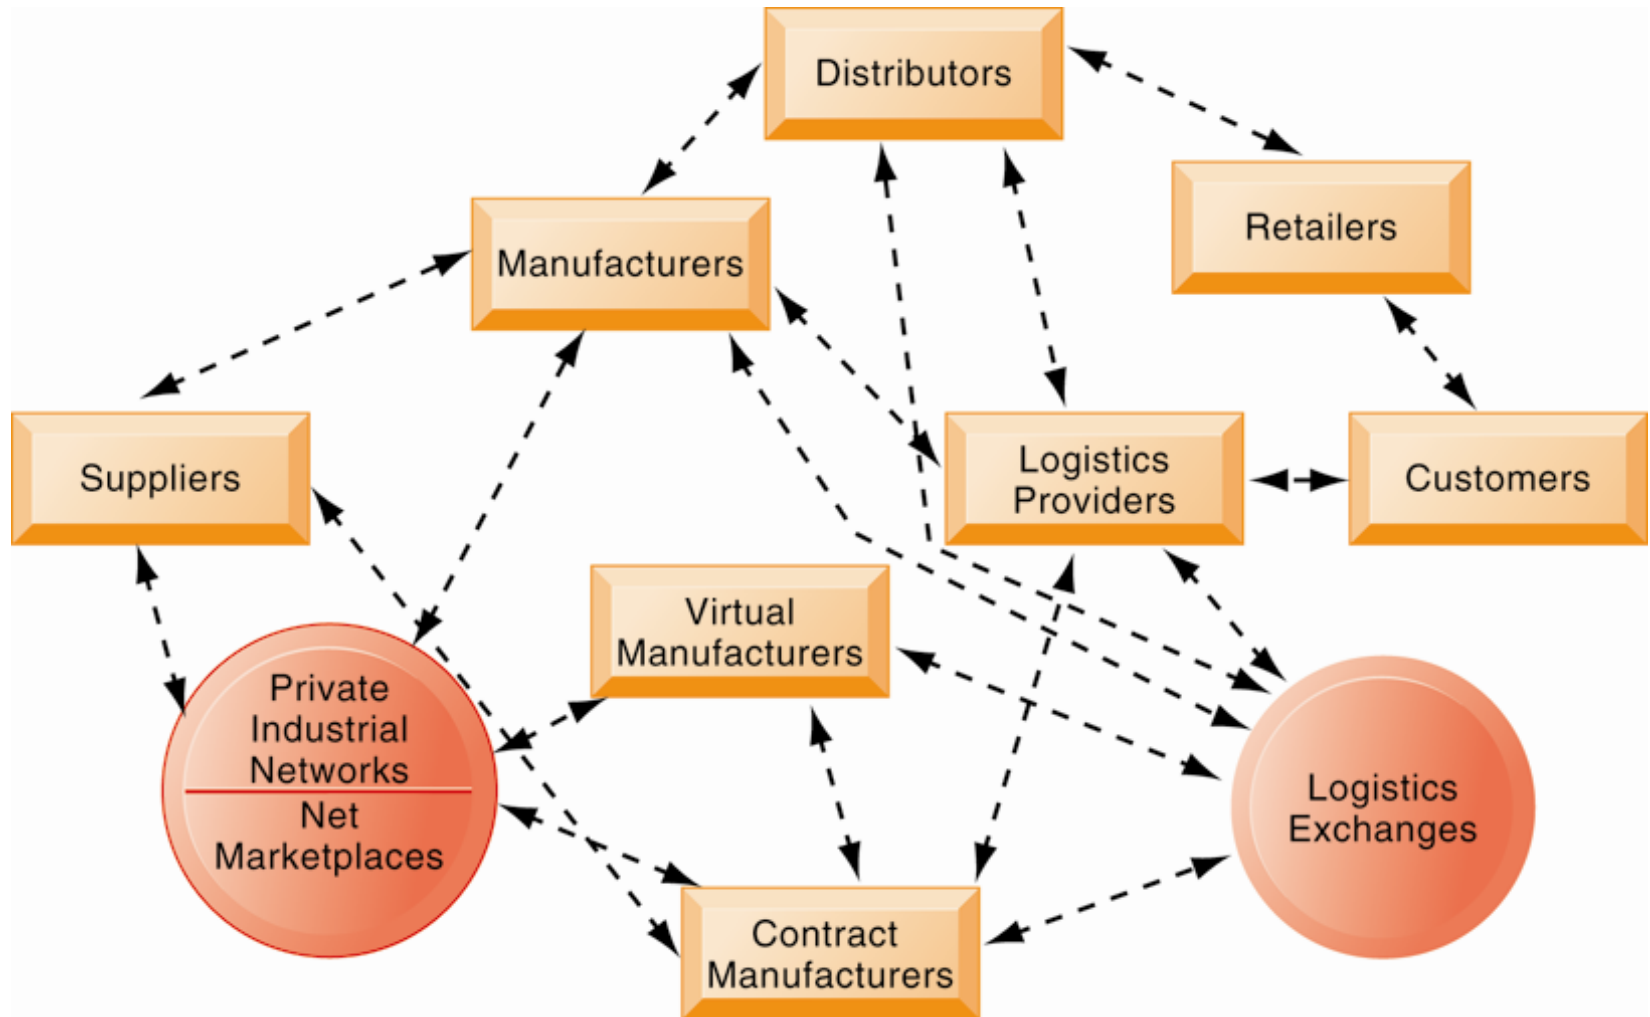 Distributors
Retailers
Manufacturers
Suppliers
Logistics
Providers
Customers
Virtual
Manufacturers
Private
Industrial
Networks
Net
Marketplaces
Logistics
Exchanges
Contract
Manufacturers